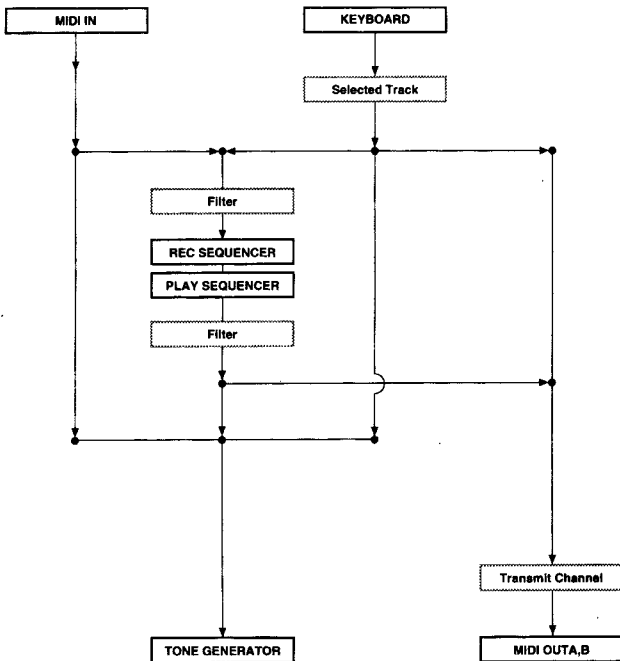 MIDI IN
KEYBOARD
Selected Track
Filter
REC SEQUENCER
PLAY SEQUENCER
Filter
Transmit Channel
TONE GENERATOR
MIDI OUTA,B